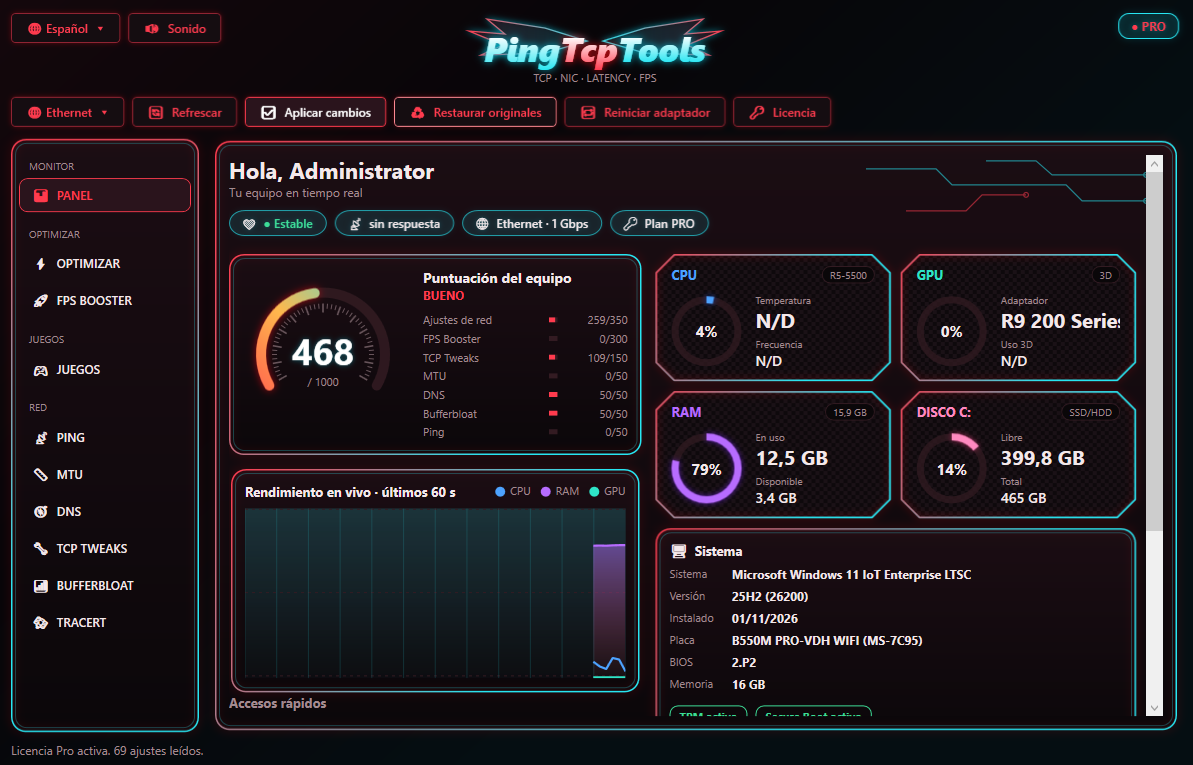 Español
Sonido
PingTcpTools
TCP · NIC · LATENCY · FPS
PRO
Ethernet
Refrescar
Aplicar cambios
Restaurar originales
Reiniciar adaptador
Licencia
MONITOR
PANEL
OPTIMIZAR
OPTIMIZAR
FPS BOOSTER
JUEGOS
JUEGOS
RED
PING
MTU
DNS
TCP TWEAKS
BUFFERBLOAT
TRACERT
Hola, Administrator
Tu equipo en tiempo real
Estable
sin respuesta
Ethernet · 1 Gbps
Plan PRO
468
/ 1000
Puntuación del equipo
BUENO
Ajustes de red 259/350
FPS Booster 0/300
TCP Tweaks 109/150
MTU 0/50
DNS 50/50
Bufferbloat 50/50
Ping 0/50
Rendimiento en vivo · últimos 60 s
CPU RAM GPU
Accesos rápidos
CPU R5-5500
4%
Temperatura
N/D
Frecuencia
N/D
GPU 3D
0%
Adaptador
R9 200 Series
Uso 3D
N/D
RAM 15,9 GB
79%
En uso
12,5 GB
Disponible
3,4 GB
DISCO C: SSD/HDD
14%
Libre
399,8 GB
Total
465 GB
Sistema
Sistema Microsoft Windows 11 IoT Enterprise LTSC
Versión 25H2 (26200)
Instalado 01/11/2026
Placa B550M PRO-VDH WIFI (MS-7C95)
BIOS 2.P2
Memoria 16 GB
TPM activo
Secure Boot activo
Licencia Pro activa. 69 ajustes leídos.